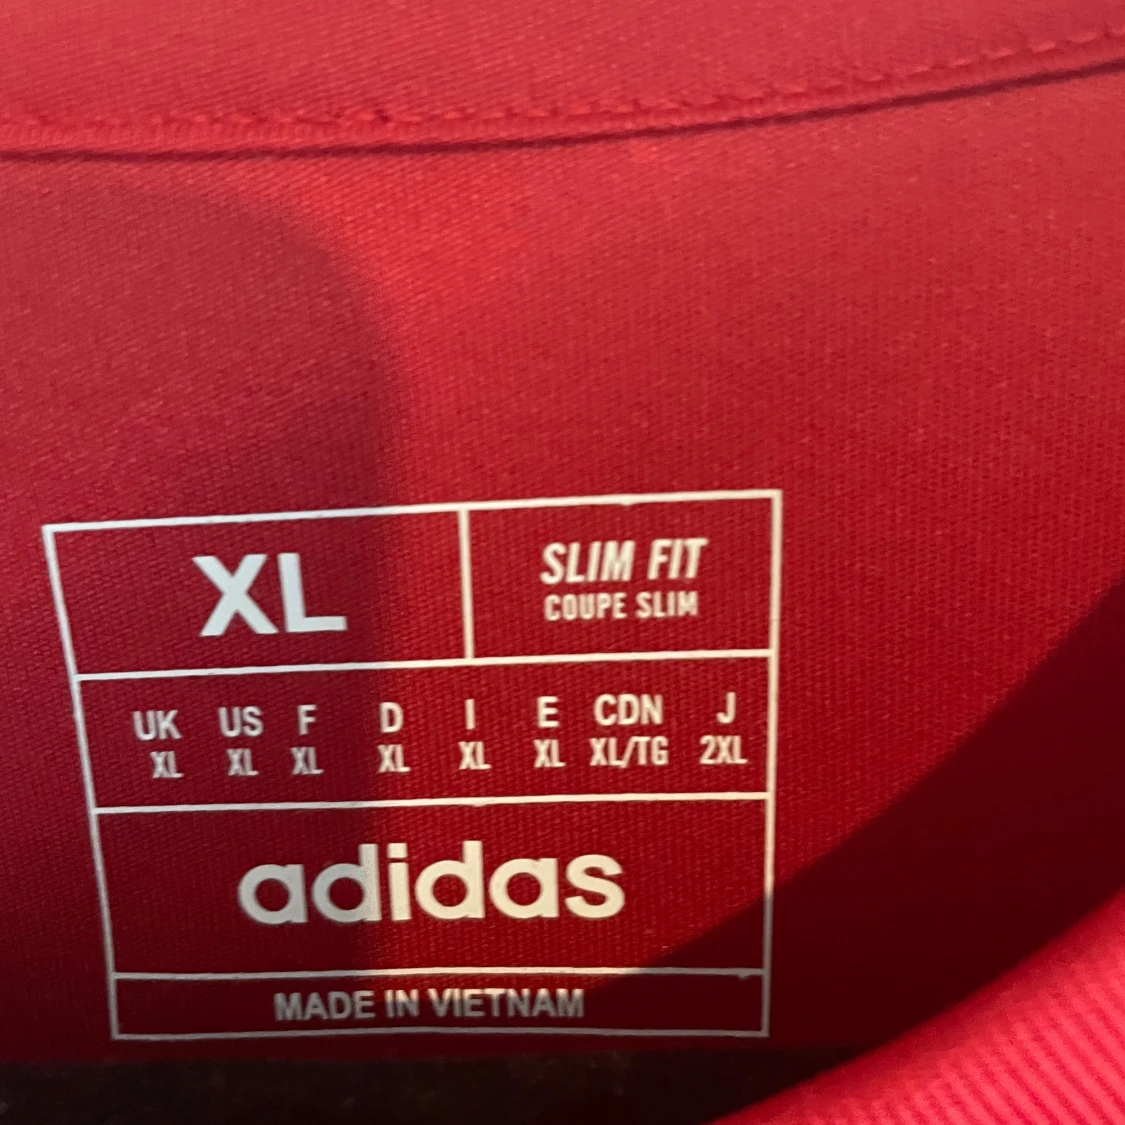 XL
SLIM FIT
COUPE SLIM
UK US F D I E CDN J
XL XL XL XL XL XL XL/TG 2XL
adidas
MADE IN VIETNAM